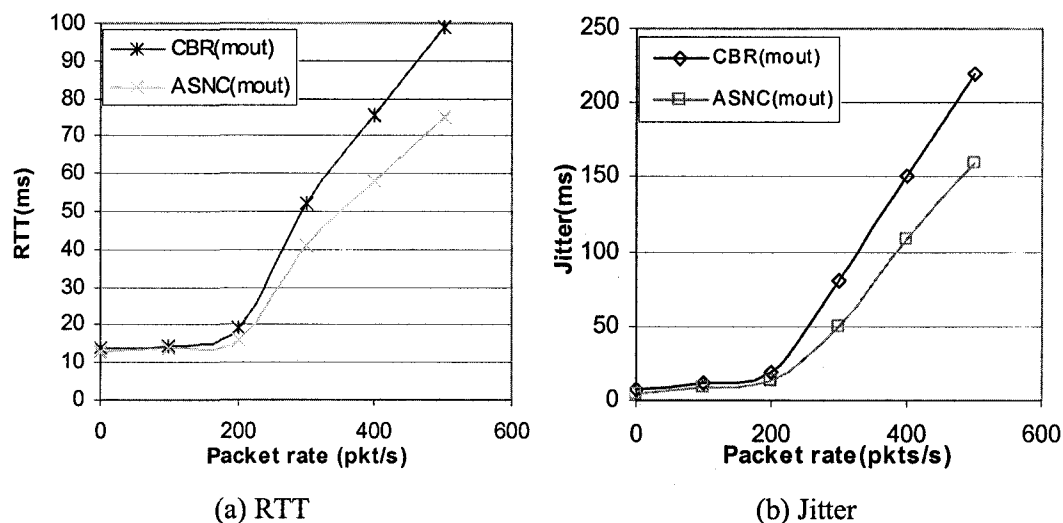 RTT(ms)
100
90
80
70
60
50
40
30
20
10
0
CBR(mout)
ASNC(mout)
0
200
400
600
Packet rate (pkt/s)
(a) RTT
Jitter(ms)
250
200
150
100
50
0
CBR(mout)
ASNC(mout)
0
200
400
600
Packet rate(pkts/s)
(b) Jitter